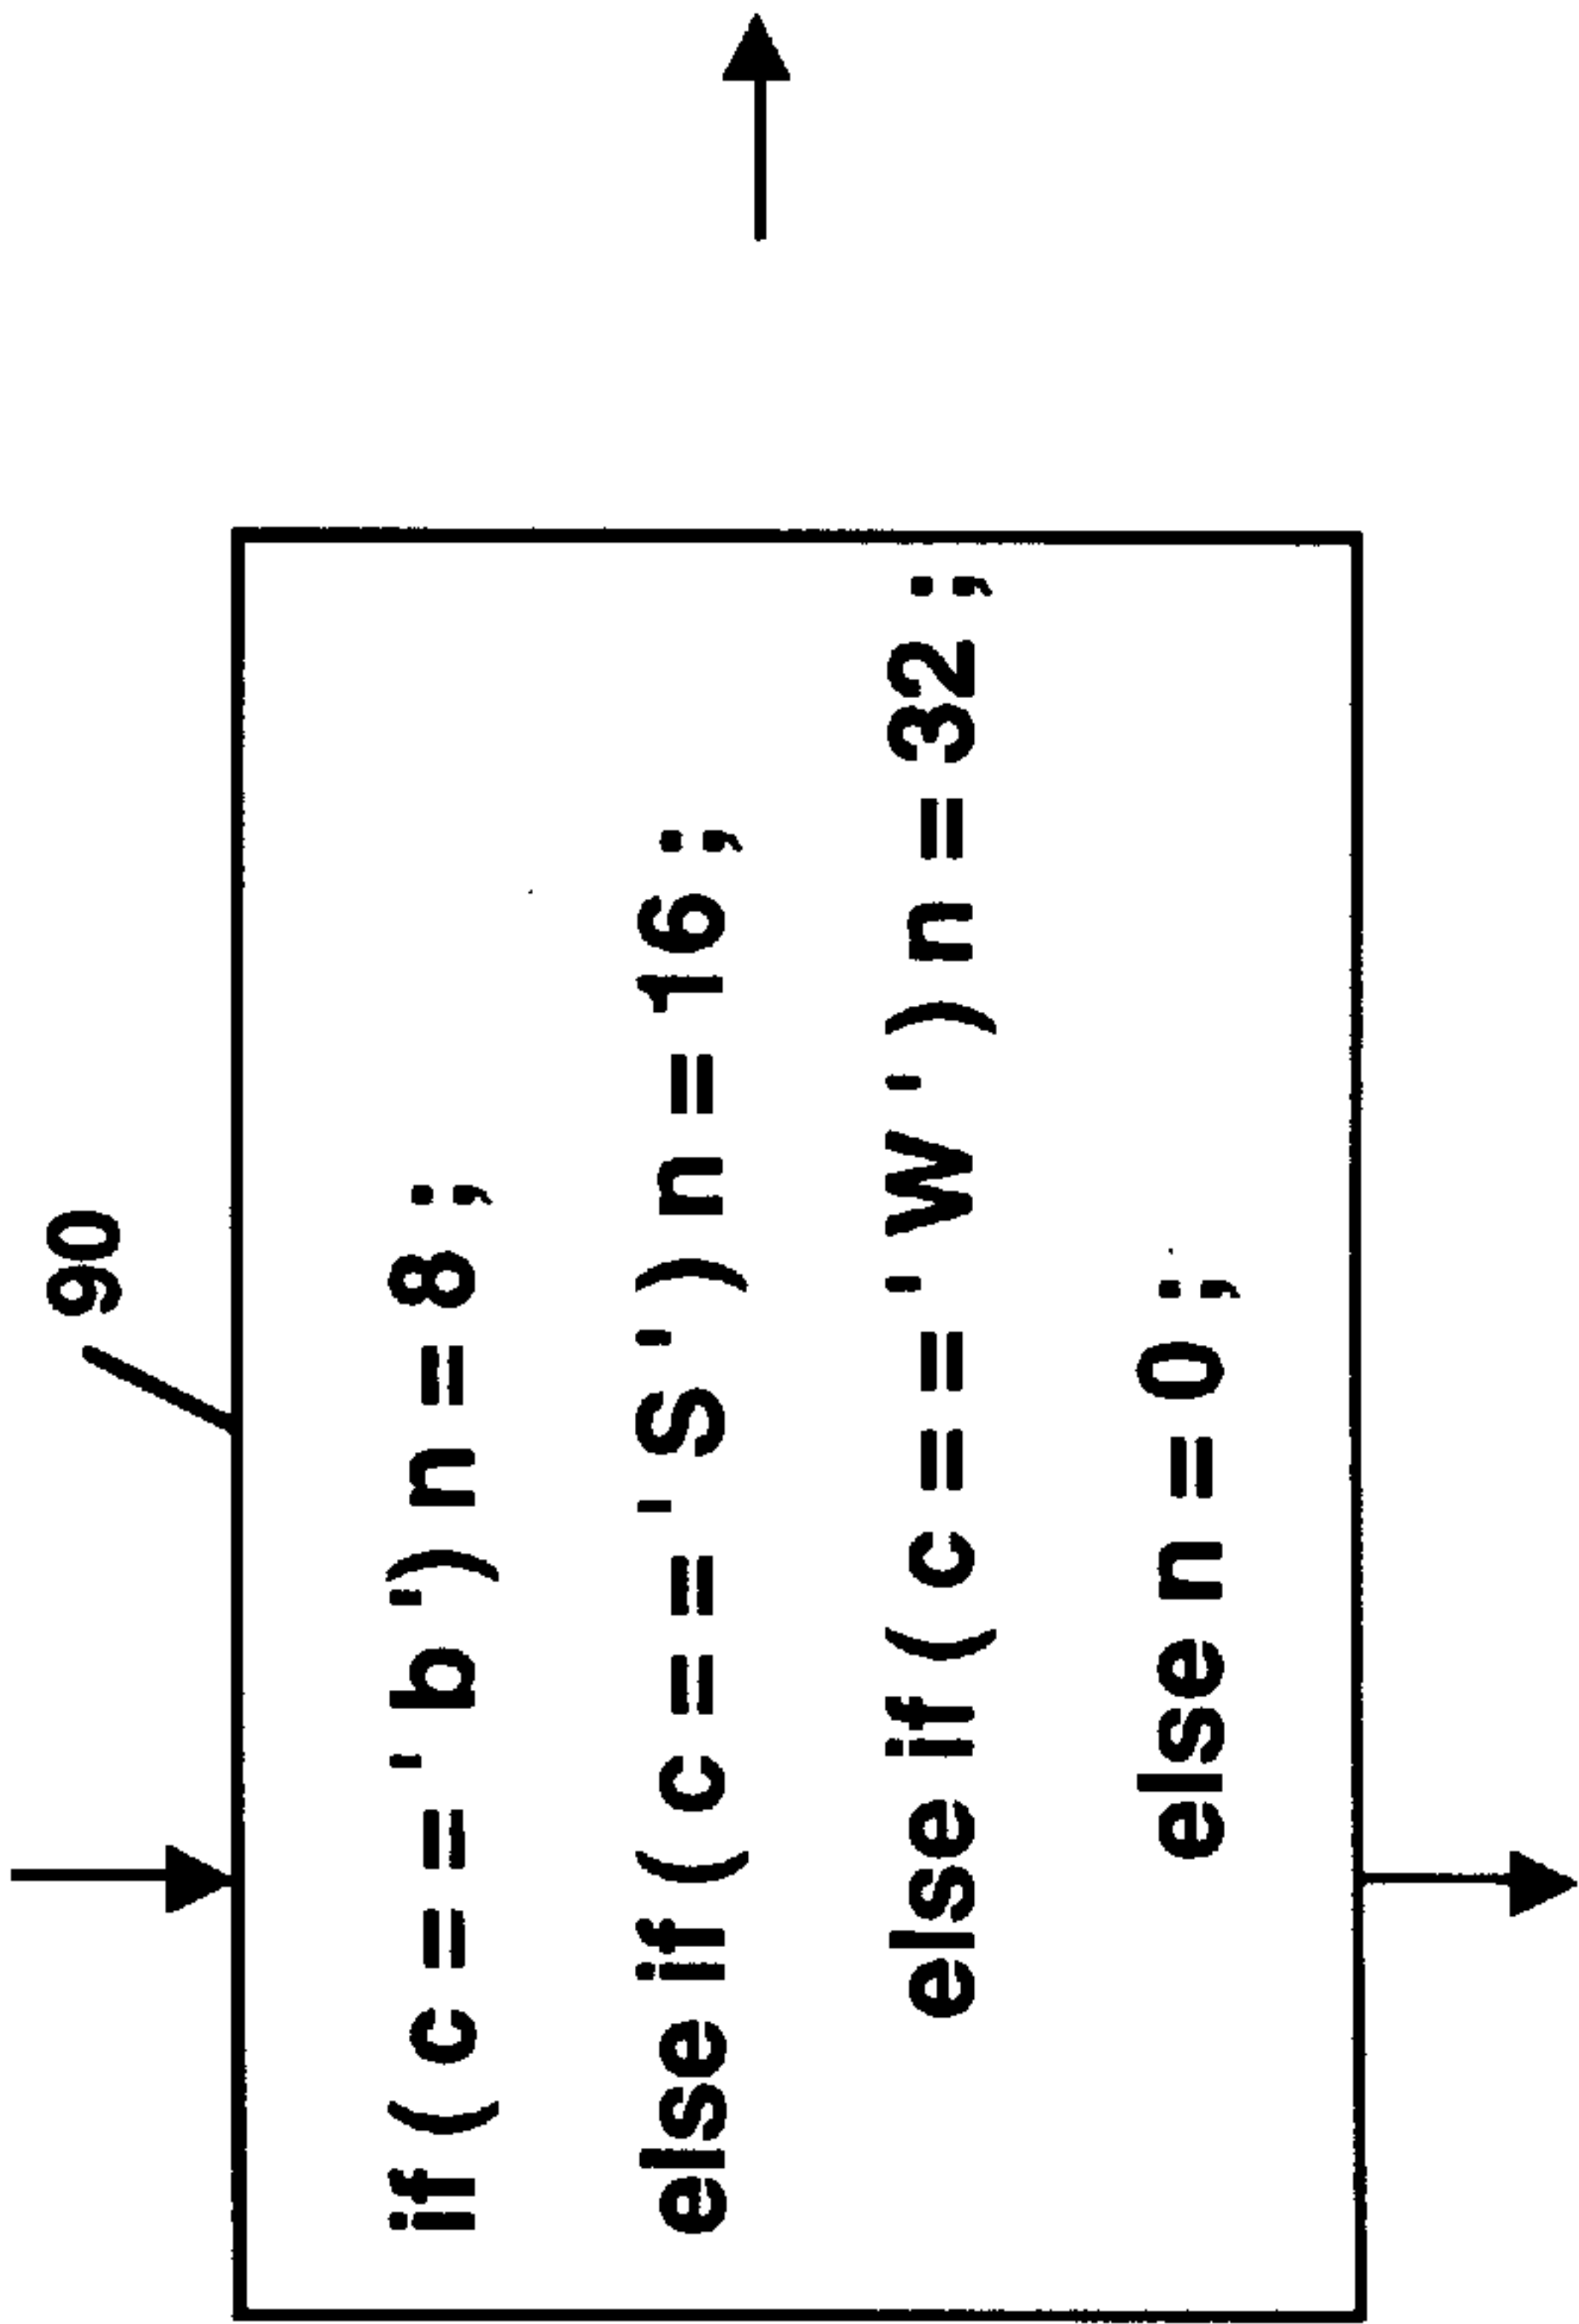 90
if ( c = = ' b ' ) n = 8 ;
else if ( c = = ' S ' ) n = 16 ;
else if ( c = = ' W ' ) n = 32 ;
else n = 0 ;